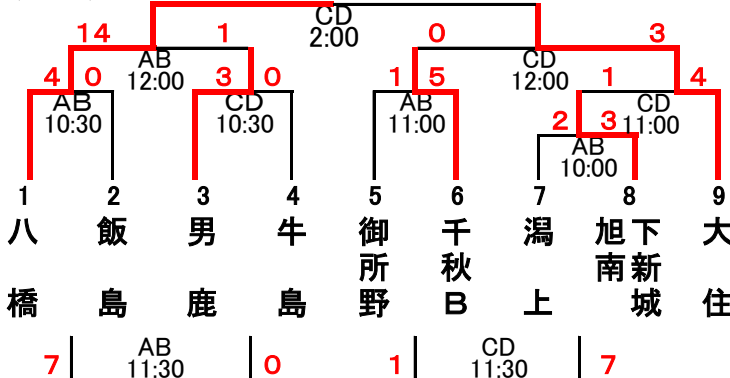 CD
2:00
14 1 0 3
AB CD
12:00 12:00
4 0 3 0 1 5 1 4
AB CD AB CD
10:30 10:30 11:00 11:00
2 3
AB
10:00
1 2 3 4 5 6 7 8 9
八橋 飯島 男鹿 牛島 御所野 千秋B 潟上 旭南 下新城 大住
AB CD
7 11:30 0 1 11:30 7